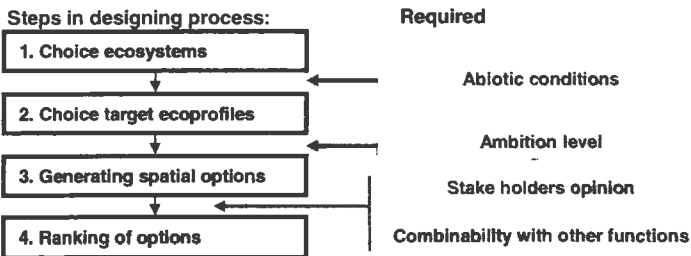 Steps in designing process:
Required
1. Choice ecosystems
Abiotic conditions
2. Choice target ecoprofiles
Ambition level
3. Generating spatial options
Stake holders opinion
4. Ranking of options
Combinability with other functions